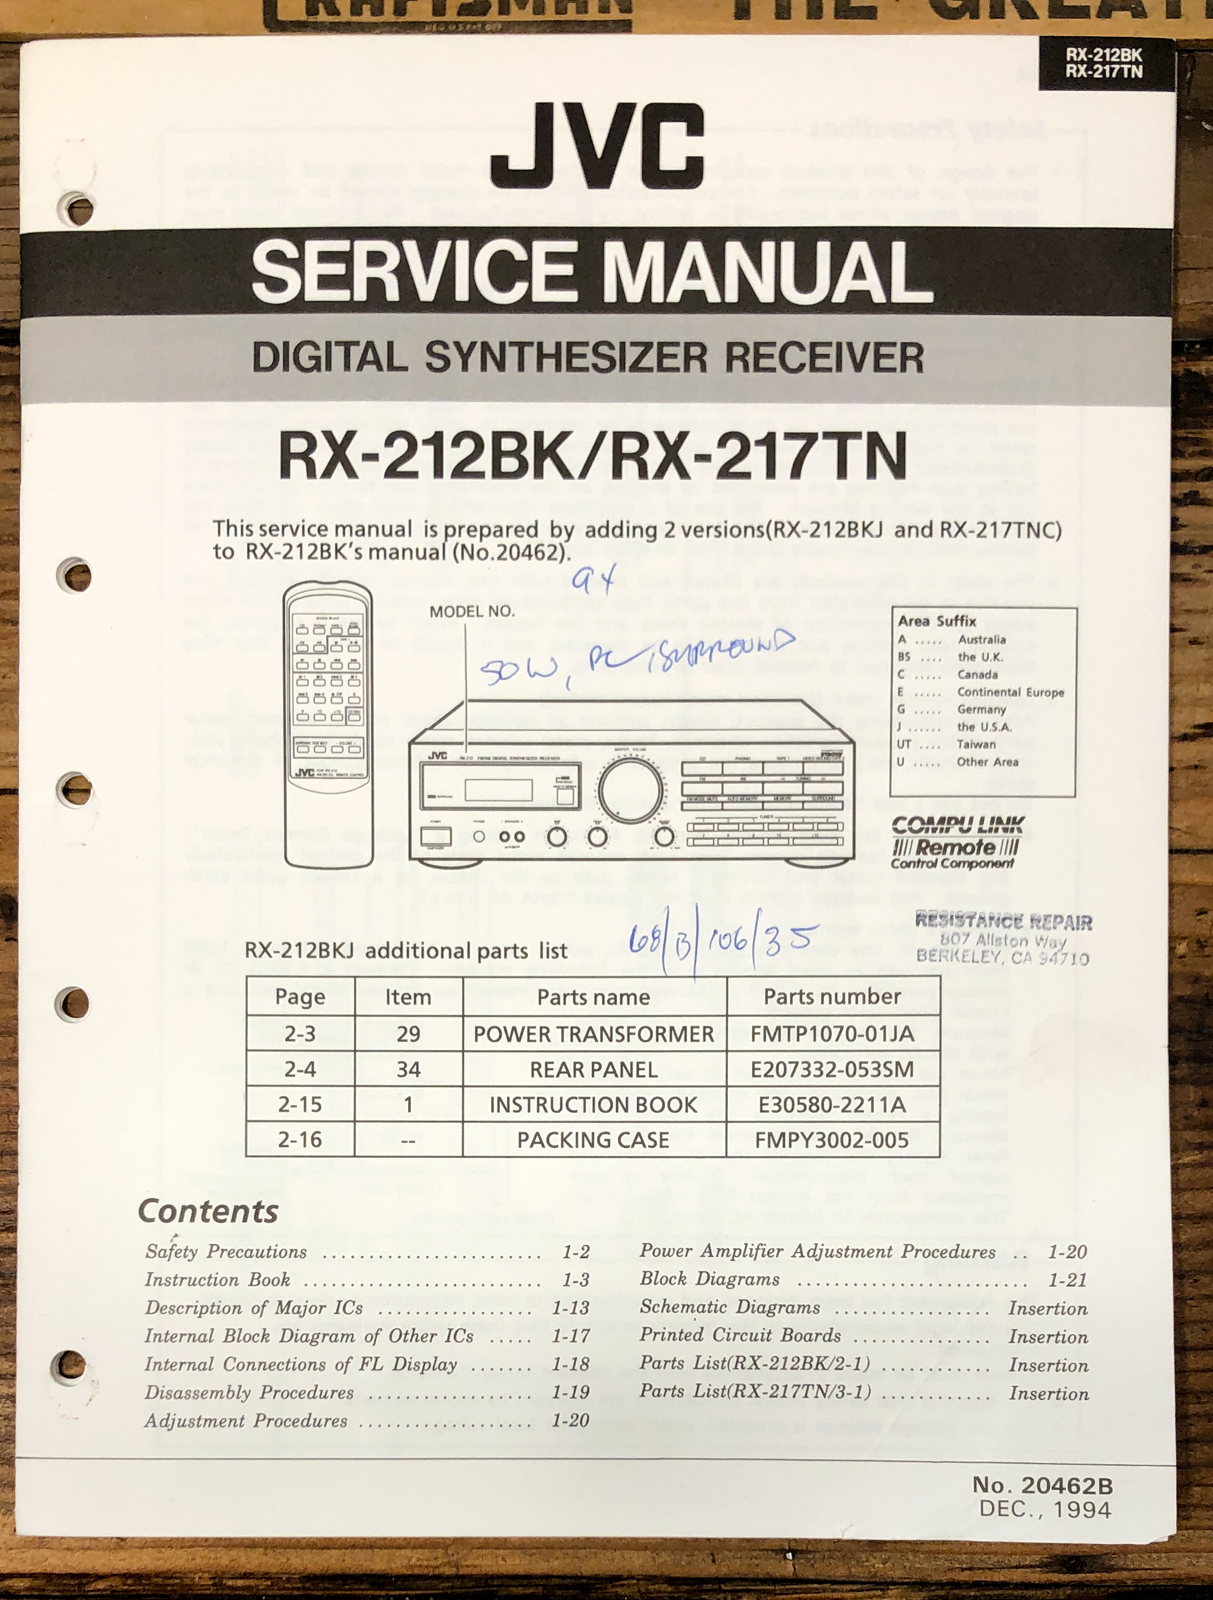 CRAFTSMAN THE GREAT
RX-212BK
RX-217TN
JVC
SERVICE MANUAL
DIGITAL SYNTHESIZER RECEIVER
RX-212BK/RX-217TN
This service manual is prepared by adding 2 versions(RX-212BKJ and RX-217TNC)
to RX-212BK's manual (No.20462).
94
MODEL NO.
50W, PC, SURROUND
JVC
JVC
Area Suffix
A ..... Australia
BS .... the U.K.
C ..... Canada
E ..... Continental Europe
G ..... Germany
J ..... the U.S.A.
UT .... Taiwan
U ..... Other Area
COMPU LINK
Remote
Control Component
RESISTANCE REPAIR
807 Allston Way
BERKELEY, CA 94710
68/B/106/35
RX-212BKJ additional parts list
Page Item Parts name Parts number
2-3 29 POWER TRANSFORMER FMTP1070-01JA
2-4 34 REAR PANEL E207332-053SM
2-15 1 INSTRUCTION BOOK E30580-2211A
2-16 -- PACKING CASE FMPY3002-005
Contents
Safety Precautions ........................ 1-2
Instruction Book .......................... 1-3
Description of Major ICs .................. 1-13
Internal Block Diagram of Other ICs ..... 1-17
Internal Connections of FL Display ....... 1-18
Disassembly Procedures .................. 1-19
Adjustment Procedures ................... 1-20
Power Amplifier Adjustment Procedures .. 1-20
Block Diagrams ......................... 1-21
Schematic Diagrams ................. Insertion
Printed Circuit Boards ............... Insertion
Parts List(RX-212BK/2-1) ............ Insertion
Parts List(RX-217TN/3-1) ............ Insertion
No. 20462B
DEC., 1994